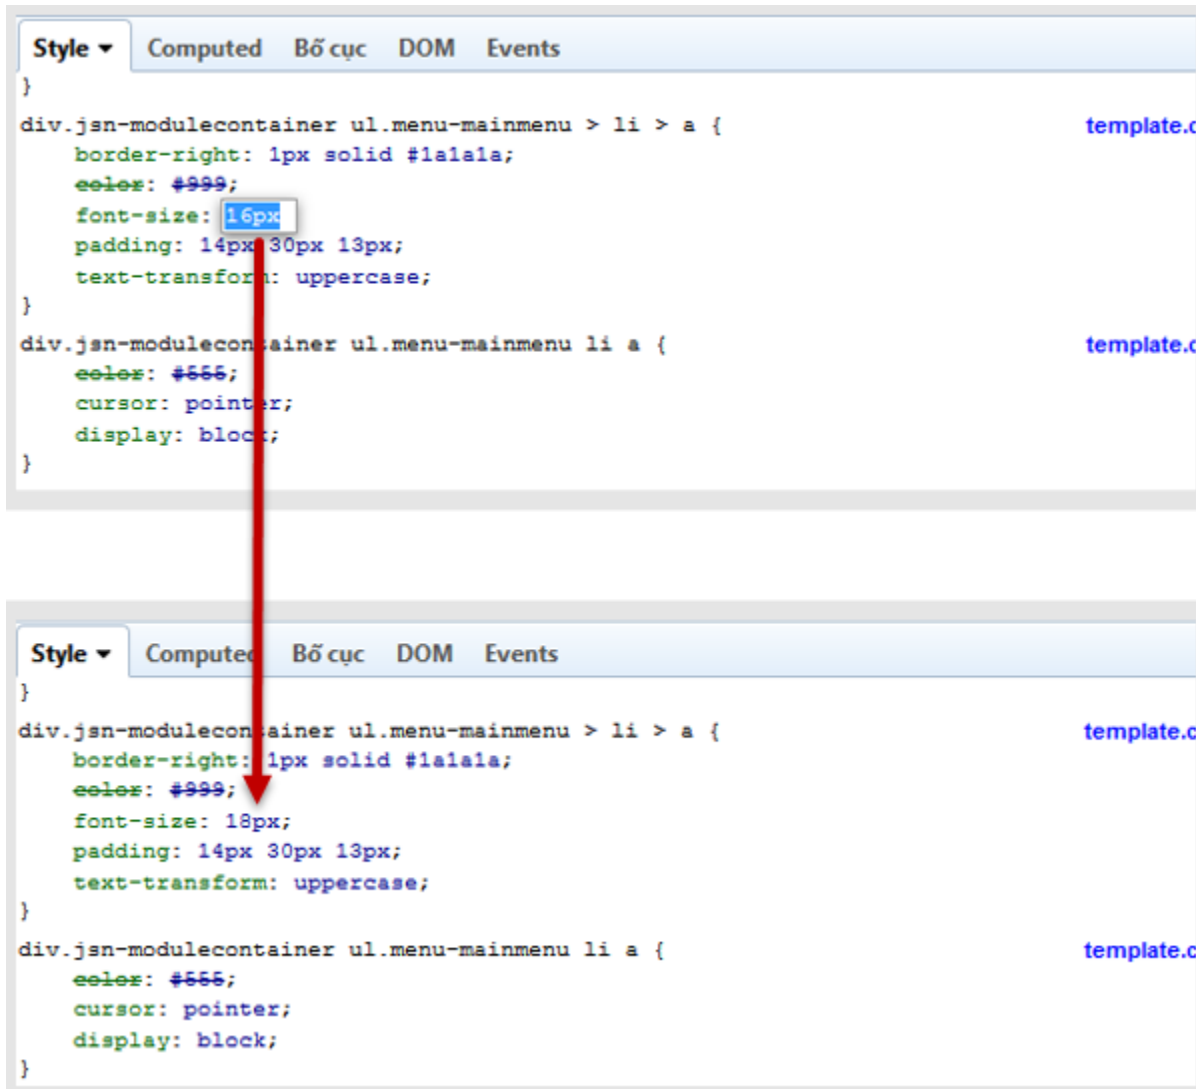 Style ▾ Computed Bố cục DOM Events
}
div.jsn-modulecontainer ul.menu-mainmenu > li > a { template.c
border-right: 1px solid #1a1a1a;
color: #999;
font-size: 16px
padding: 14px 30px 13px;
text-transform: uppercase;
}
div.jsn-modulecontainer ul.menu-mainmenu li a { template.c
color: #555;
cursor: pointer;
display: block;
}
Style ▾ Computed Bố cục DOM Events
}
div.jsn-modulecontainer ul.menu-mainmenu > li > a { template.c
border-right: 1px solid #1a1a1a;
color: #999;
font-size: 18px;
padding: 14px 30px 13px;
text-transform: uppercase;
}
div.jsn-modulecontainer ul.menu-mainmenu li a { template.c
color: #555;
cursor: pointer;
display: block;
}